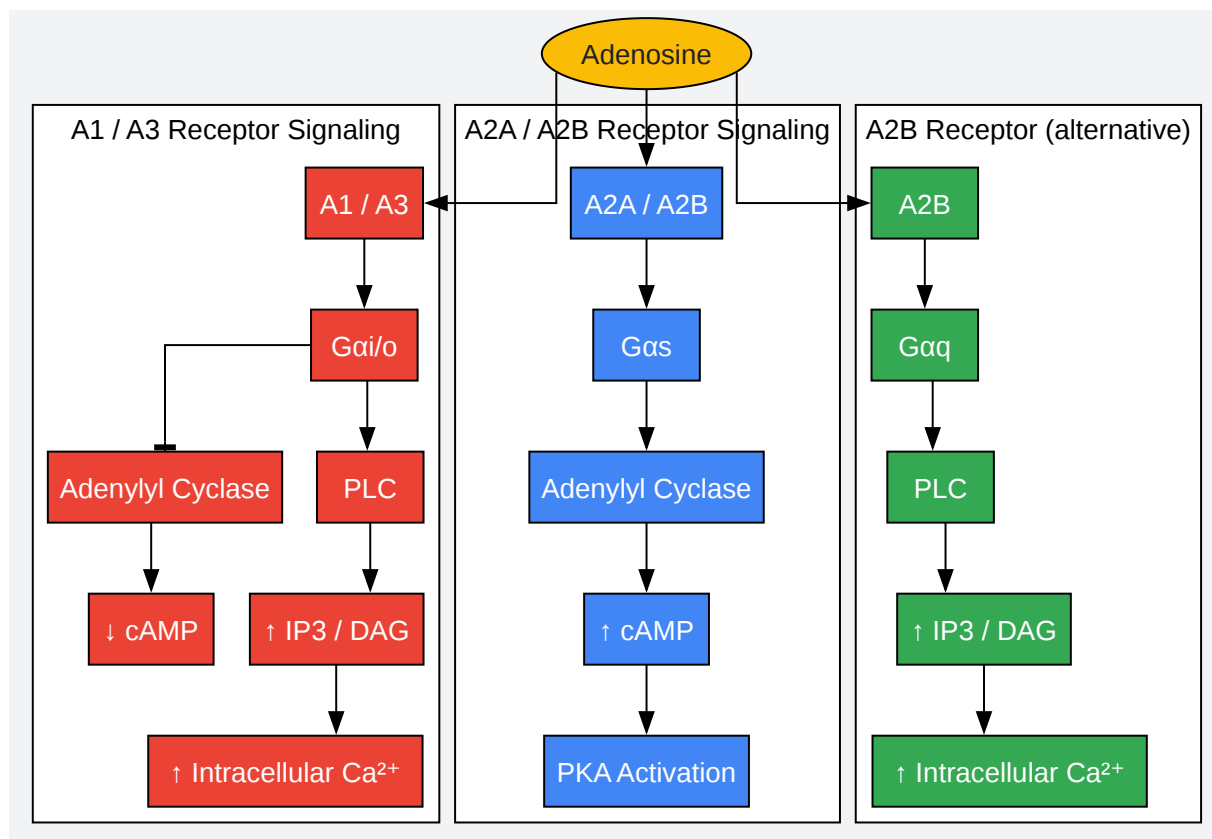 Adenosine
A1 / A3 Receptor Signaling
A1 / A3
Gαi/o
Adenylyl Cyclase
PLC
↓ cAMP
↑ IP3 / DAG
↑ Intracellular Ca²⁺
A2A / A2B Receptor Signaling
A2A / A2B
Gαs
Adenylyl Cyclase
↑ cAMP
PKA Activation
A2B Receptor (alternative)
A2B
Gαq
PLC
↑ IP3 / DAG
↑ Intracellular Ca²⁺